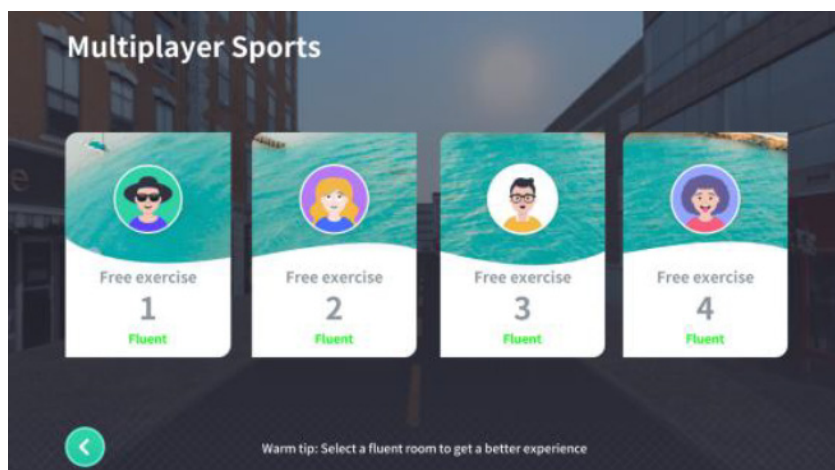 Multiplayer Sports
Free exercise
1
Fluent
Free exercise
2
Fluent
Free exercise
3
Fluent
Free exercise
4
Fluent
Warm tip: Select a fluent room to get a better experience